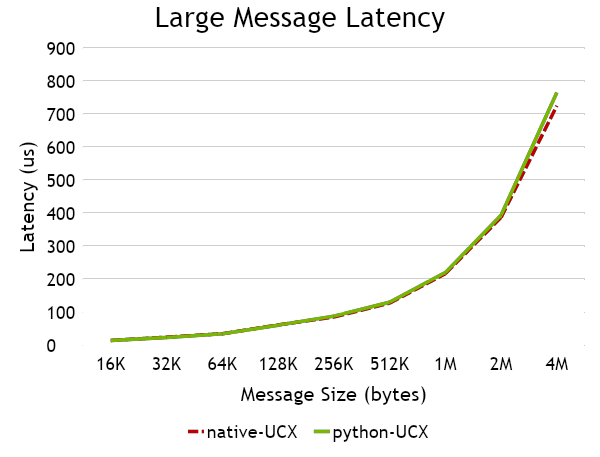 Large Message Latency
900
800
700
600
500
400
300
200
100
0
Latency (us)
16K 32K 64K 128K 256K 512K 1M 2M 4M
Message Size (bytes)
native-UCX python-UCX